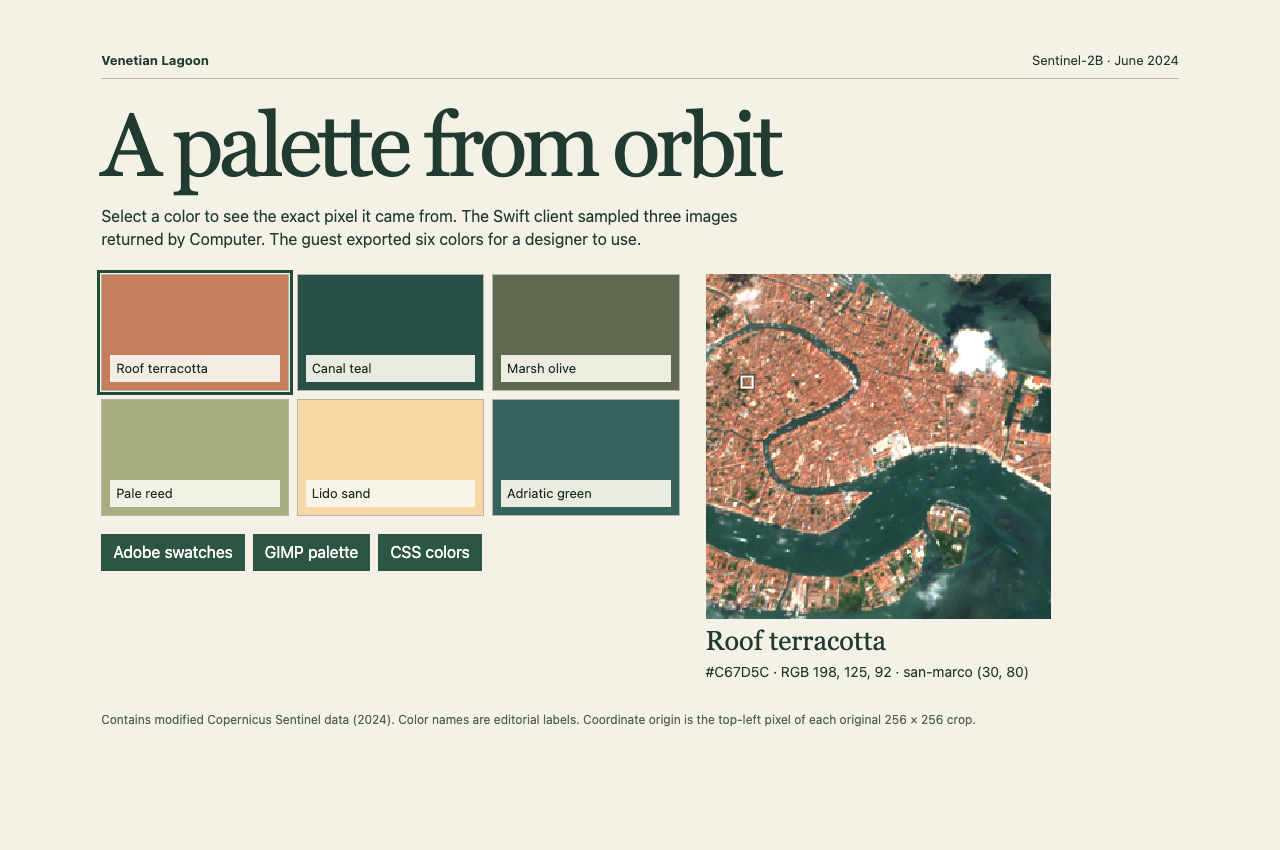 Venetian Lagoon
Sentinel-2B · June 2024
A palette from orbit
Select a color to see the exact pixel it came from. The Swift client sampled three images
returned by Computer. The guest exported six colors for a designer to use.
Roof terracotta
Canal teal
Marsh olive
Pale reed
Lido sand
Adriatic green
Adobe swatches
GIMP palette
CSS colors
Roof terracotta
#C67D5C · RGB 198, 125, 92 · san-marco (30, 80)
Contains modified Copernicus Sentinel data (2024). Color names are editorial labels. Coordinate origin is the top-left pixel of each original 256 × 256 crop.